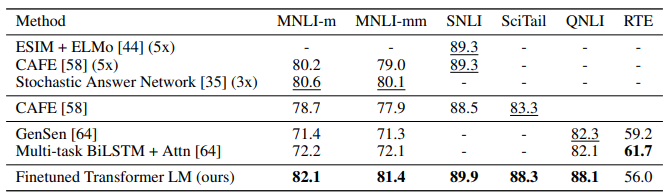 Method MNLI-m MNLI-mm SNLI SciTail QNLI RTE
ESIM + ELMo [44] (5x) - - 89.3 - - -
CAFE [58] (5x) 80.2 79.0 89.3 - - -
Stochastic Answer Network [35] (3x) 80.6 80.1 - - - -
CAFE [58] 78.7 77.9 88.5 83.3
GenSen [64] 71.4 71.3 - - 82.3 59.2
Multi-task BiLSTM + Attn [64] 72.2 72.1 - - 82.1 61.7
Finetuned Transformer LM (ours) 82.1 81.4 89.9 88.3 88.1 56.0